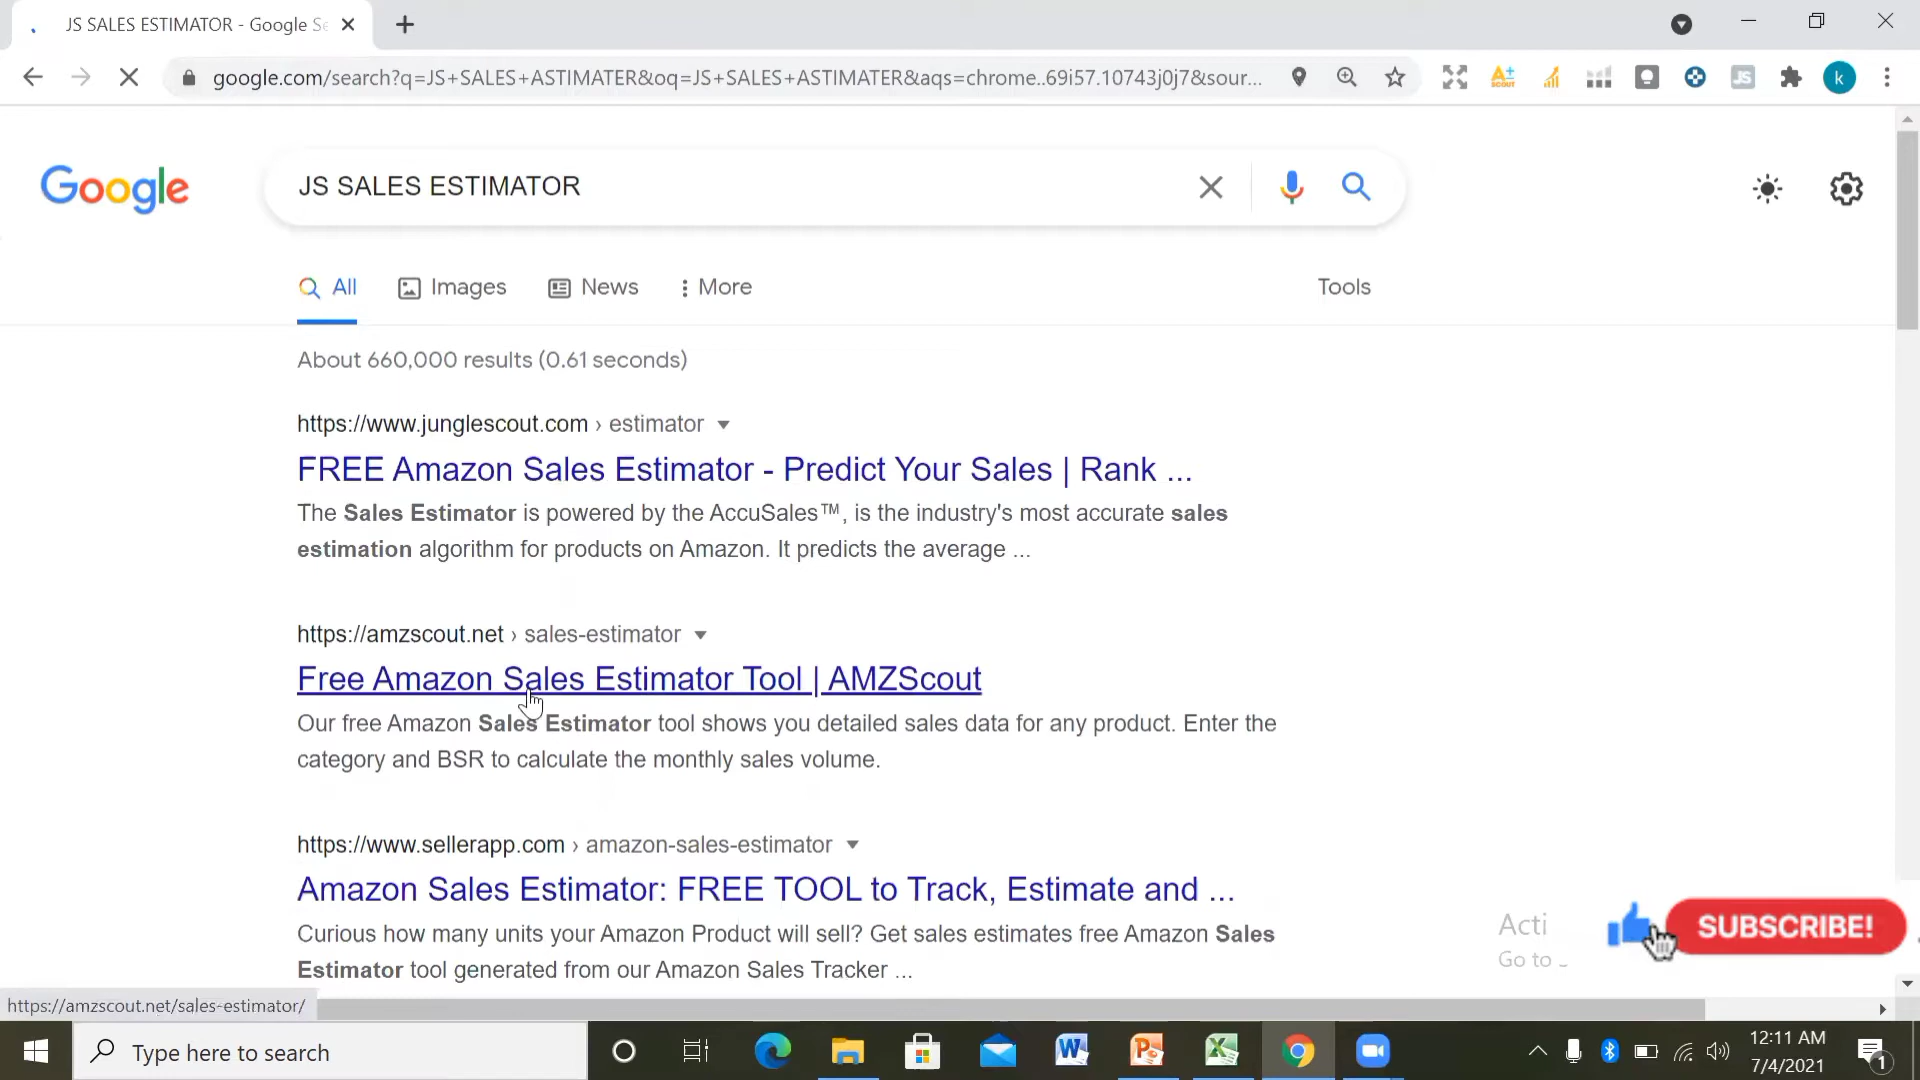 JS SALES ESTIMATOR - Google Se
google.com/search?q=JS+SALES+ASTIMATER&oq=JS+SALES+ASTIMATER&aqs=chrome..69i57.10743j0j7&sour...
A+
SCOUT
JS
k
Google
JS SALES ESTIMATOR
All
Images
News
More
Tools
About 660,000 results (0.61 seconds)
https://www.junglescout.com › estimator
FREE Amazon Sales Estimator - Predict Your Sales | Rank ...
The Sales Estimator is powered by the AccuSales™, is the industry's most accurate sales
estimation algorithm for products on Amazon. It predicts the average ...
https://amzscout.net › sales-estimator
Free Amazon Sales Estimator Tool | AMZScout
Our free Amazon Sales Estimator tool shows you detailed sales data for any product. Enter the
category and BSR to calculate the monthly sales volume.
https://www.sellerapp.com › amazon-sales-estimator
Amazon Sales Estimator: FREE TOOL to Track, Estimate and ...
Curious how many units your Amazon Product will sell? Get sales estimates free Amazon Sales
Estimator tool generated from our Amazon Sales Tracker ...
Acti
Go to
SUBSCRIBE!
https://amzscout.net/sales-estimator/
Type here to search
12:11 AM
7/4/2021
1